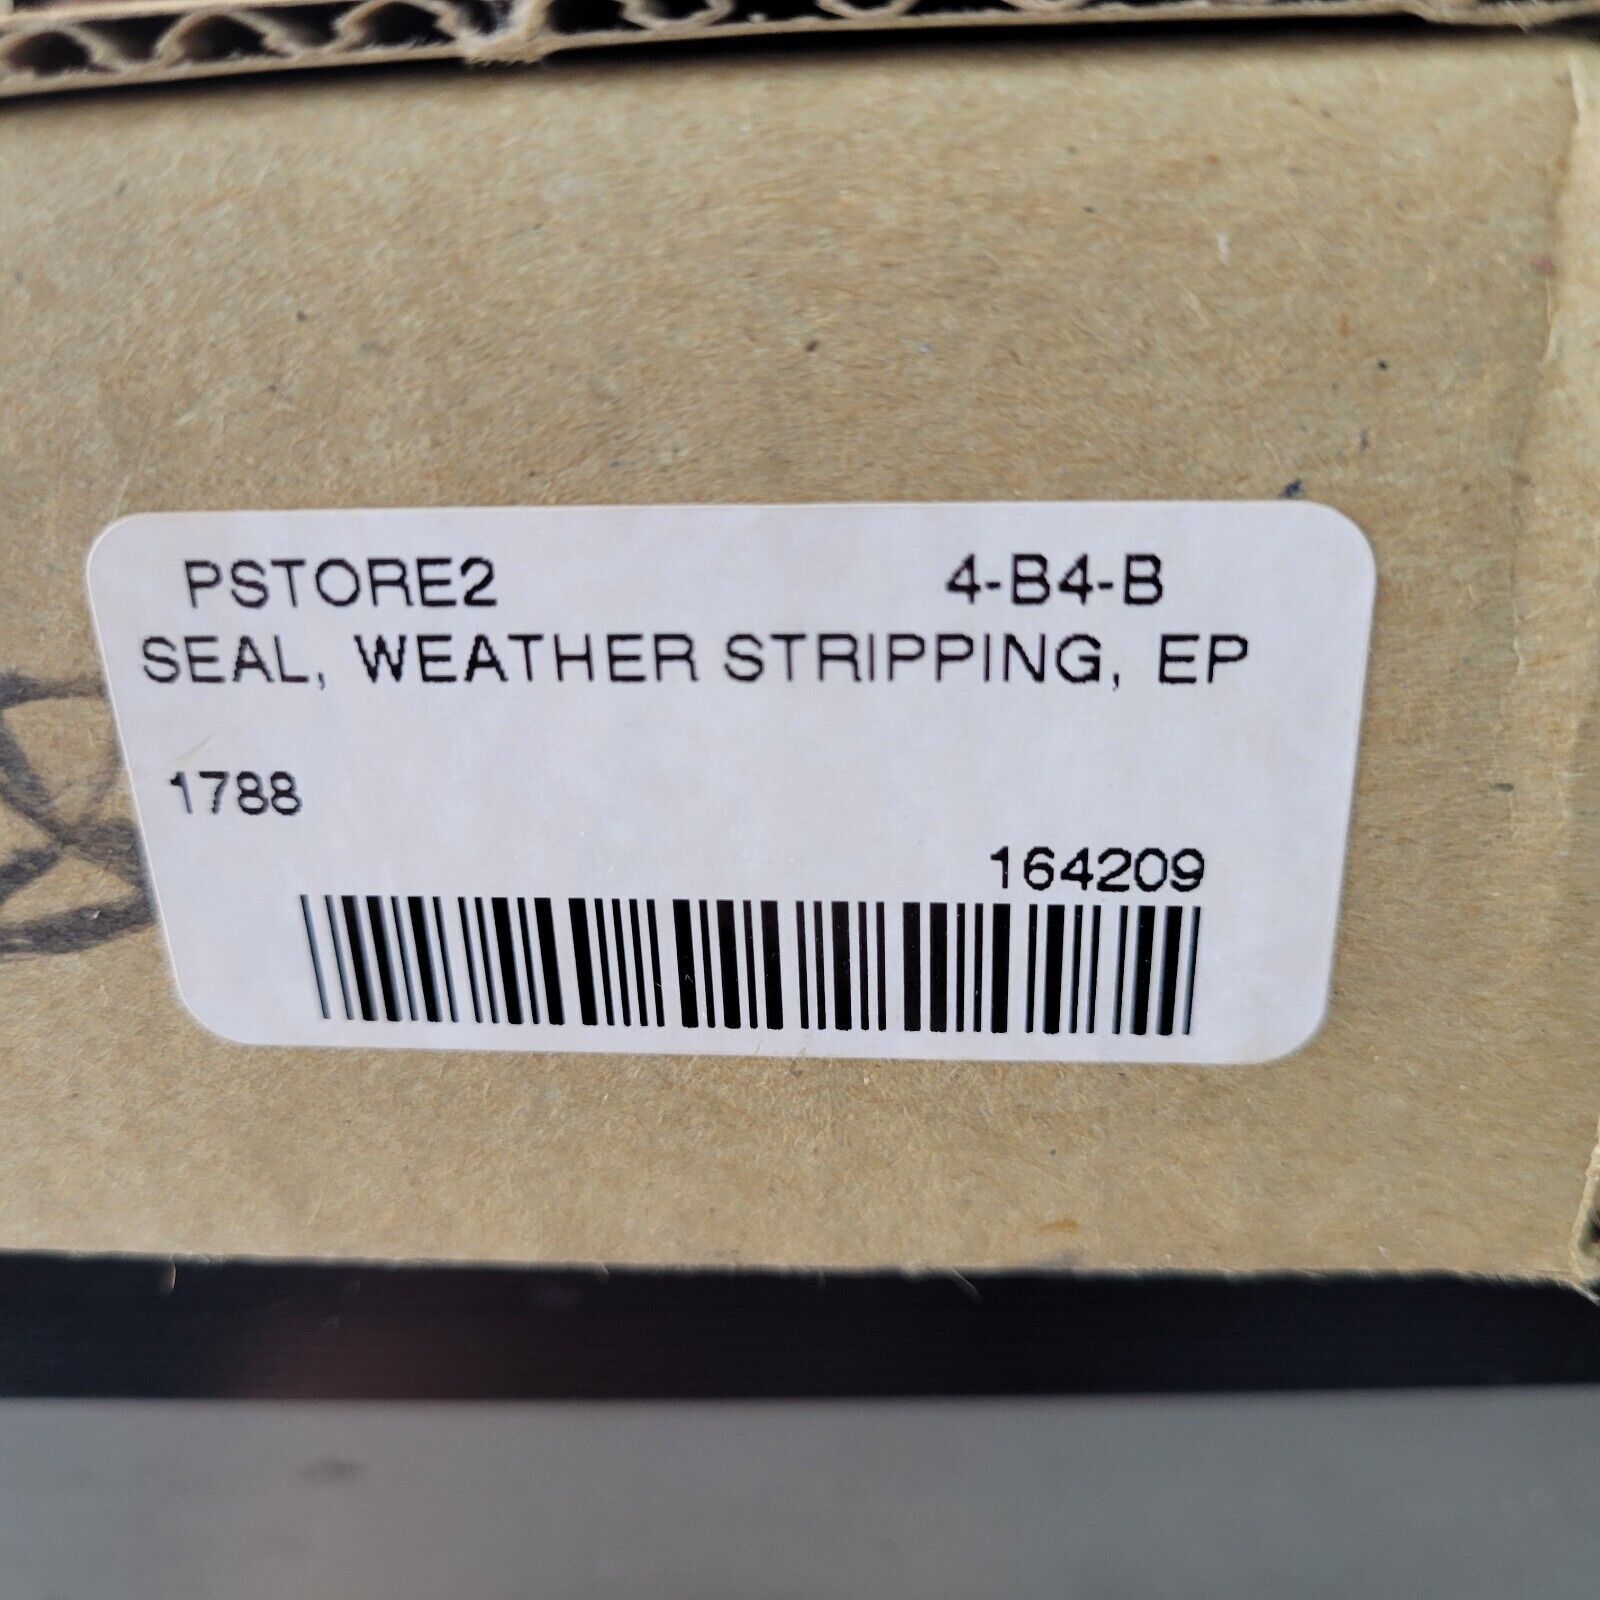 PSTORE2 4-B4-B
SEAL, WEATHER STRIPPING, EP
1788
164209